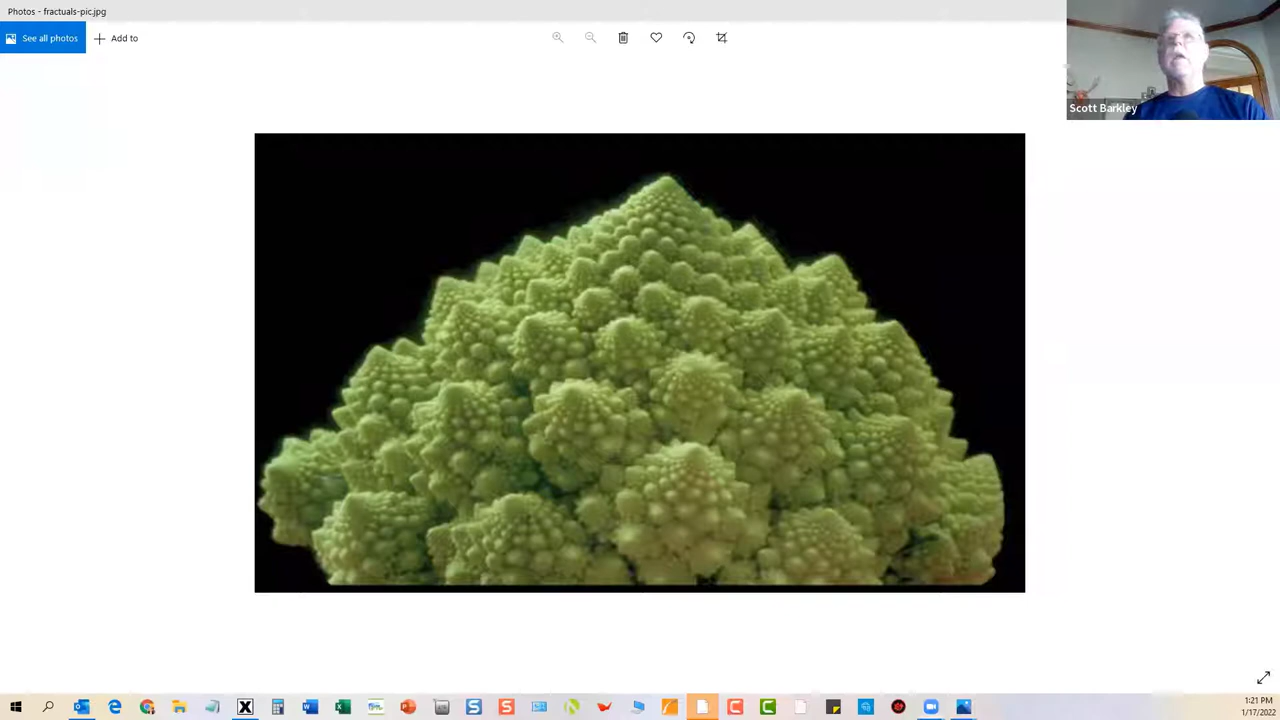 Photos - fractuals-pic.jpg
See all photos
Add to
Scott Barkley
1:21 PM
1/17/2022